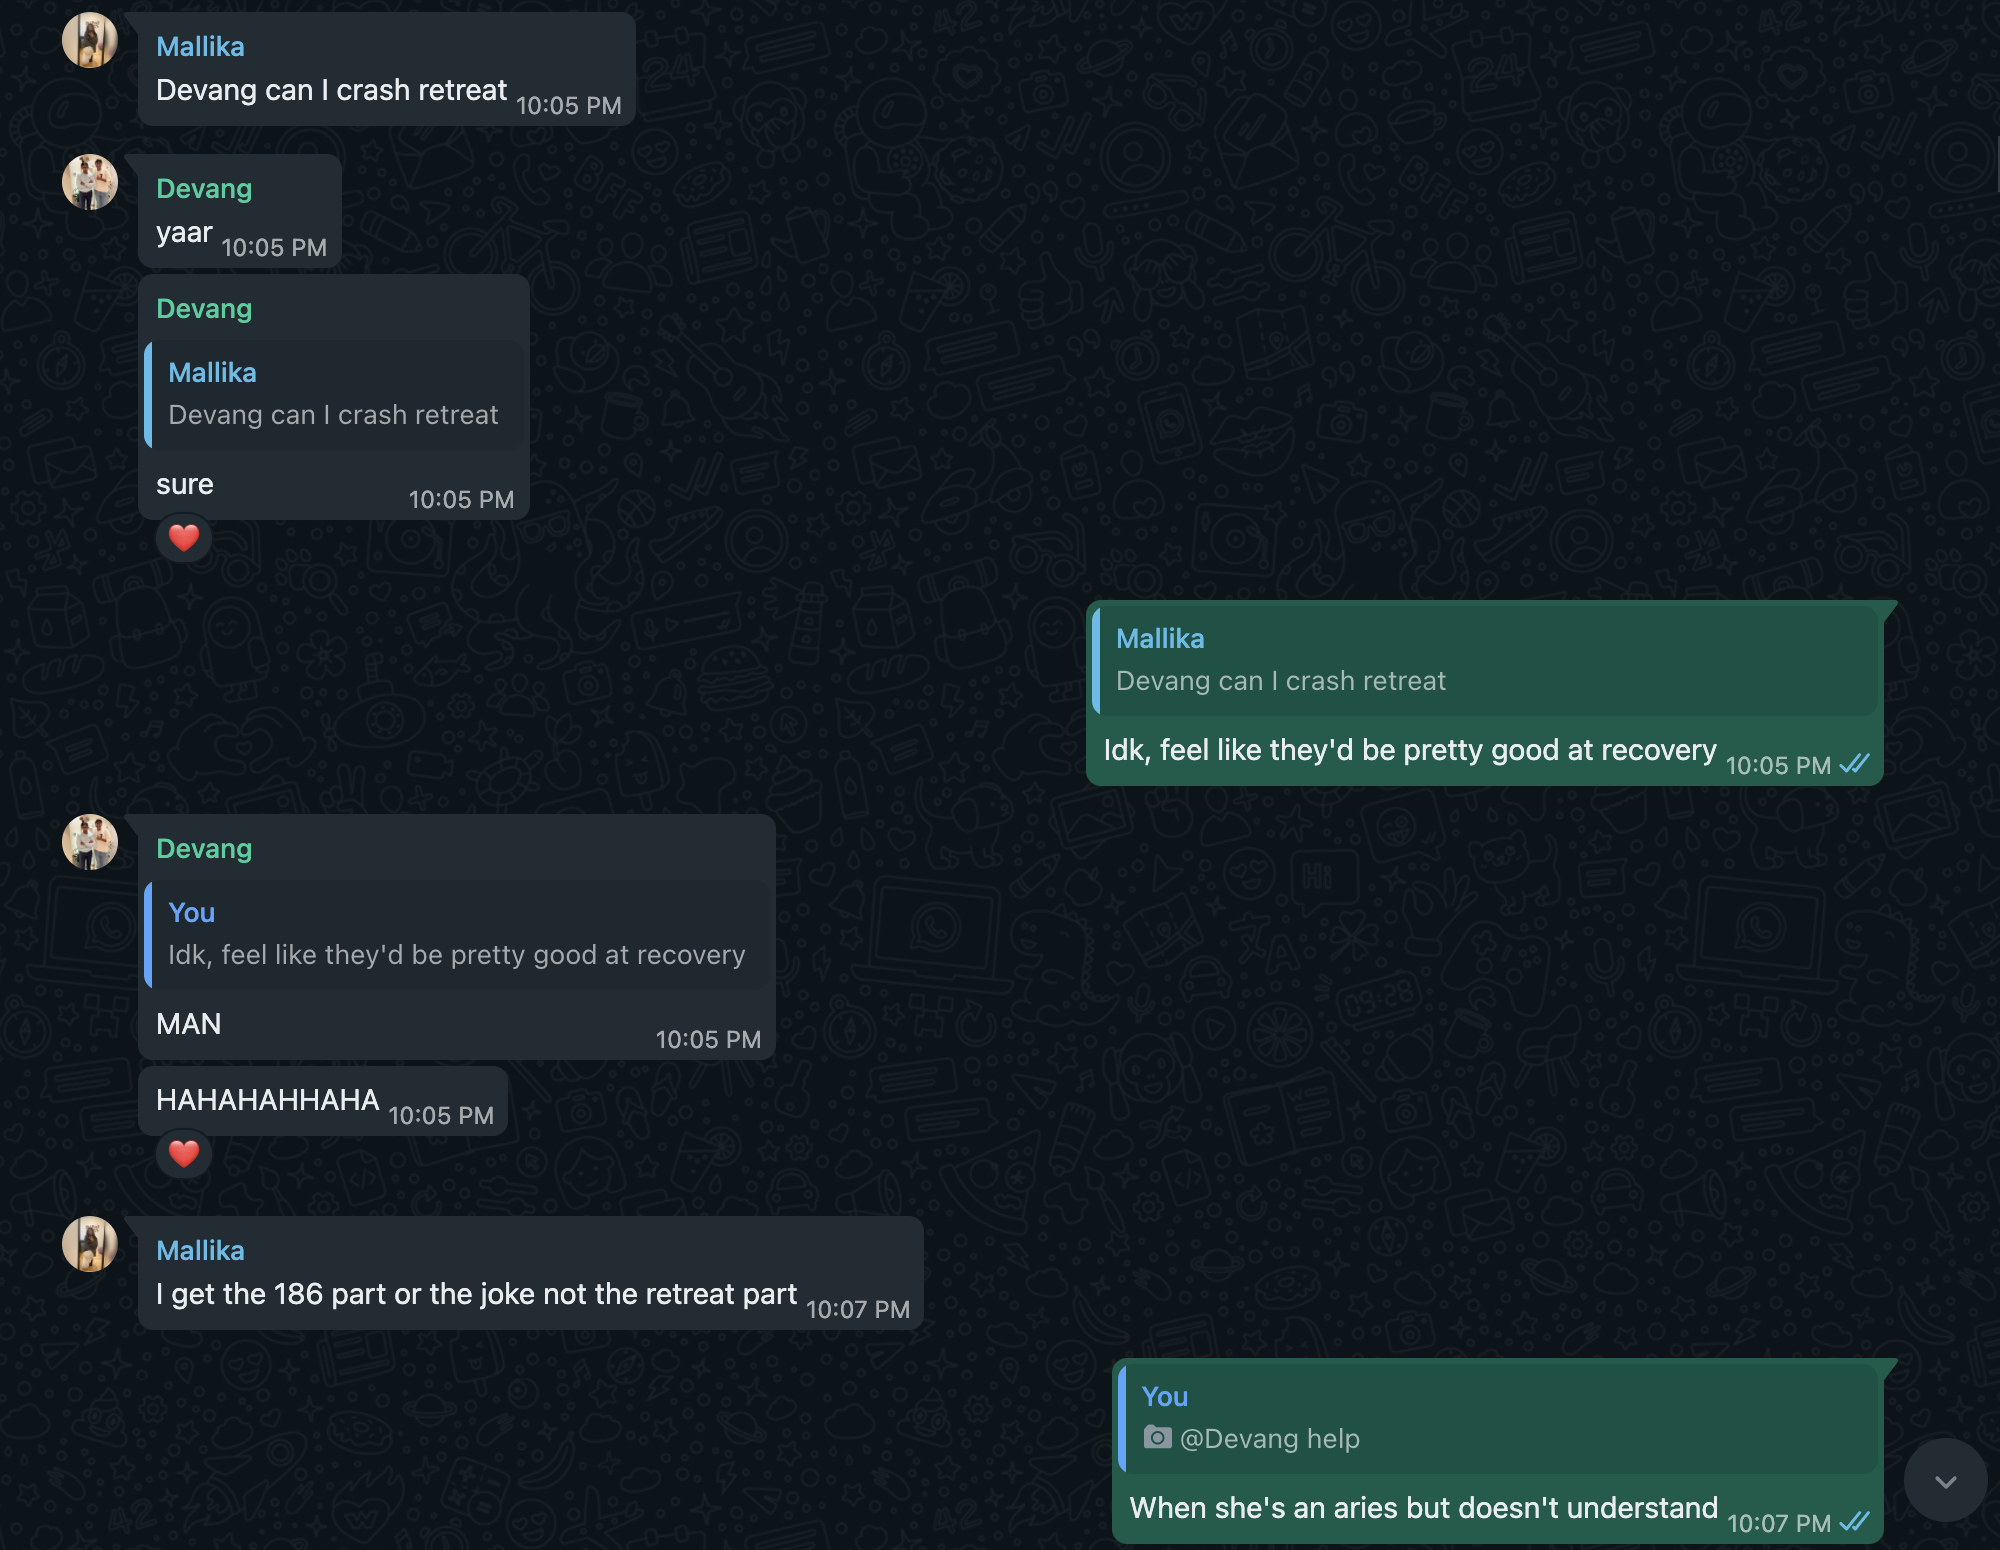 Mallika
Devang can I crash retreat 10:05 PM
Devang
yaar 10:05 PM
Devang
Mallika
Devang can I crash retreat
sure
10:05 PM
Mallika
Devang can I crash retreat
Idk, feel like they'd be pretty good at recovery 10:05 PM
Devang
You
Idk, feel like they'd be pretty good at recovery
MAN
10:05 PM
HAHAHAHHAHA 10:05 PM
Mallika
I get the 186 part or the joke not the retreat part 10:07 PM
You
@Devang help
When she's an aries but doesn't understand 10:07 PM